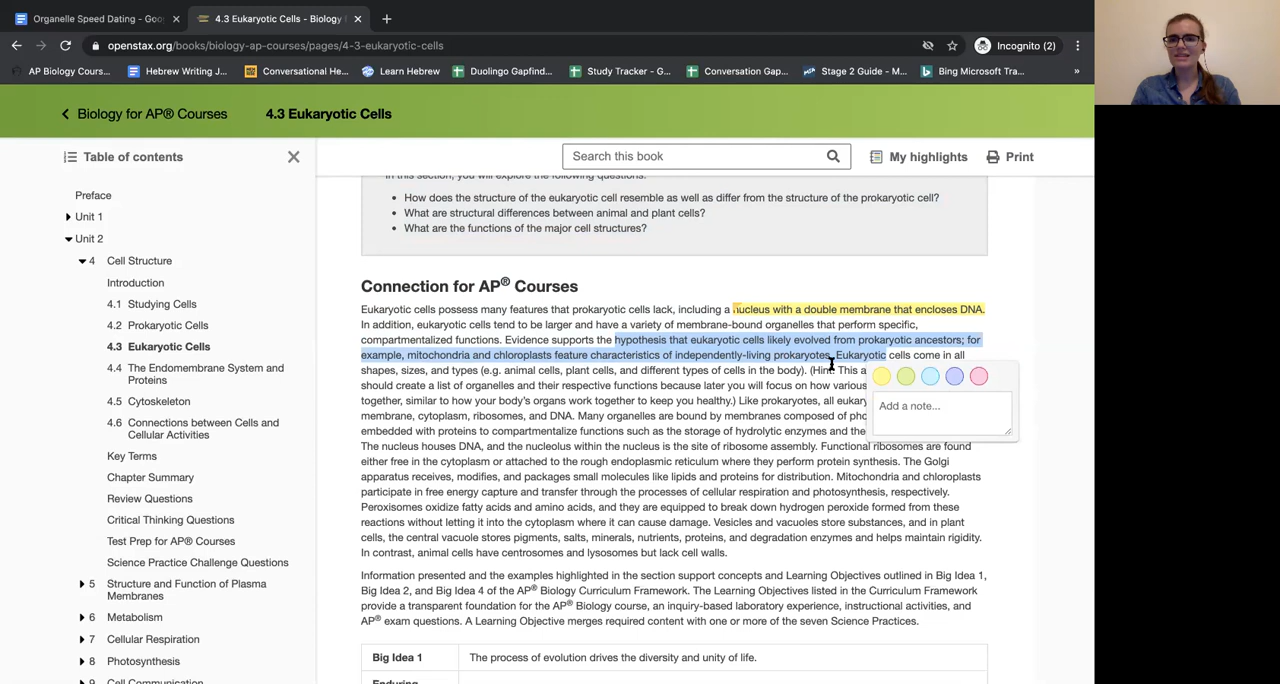 Organelle Speed Dating - Goo
4.3 Eukaryotic Cells - Biology
openstax.org/books/biology-ap-courses/pages/4-3-eukaryotic-cells
Incognito (2)
AP Biology Cours...
Hebrew Writing J...
Conversational He...
Learn Hebrew
Duolingo Gapfind...
Study Tracker - G...
Conversation Gap...
Stage 2 Guide - M...
Bing Microsoft Tra...
»
Biology for AP® Courses
4.3 Eukaryotic Cells
Table of contents
Search this book
My highlights
Print
Preface
Unit 1
Unit 2
4 Cell Structure
Introduction
4.1 Studying Cells
4.2 Prokaryotic Cells
4.3 Eukaryotic Cells
4.4 The Endomembrane System and
Proteins
4.5 Cytoskeleton
4.6 Connections between Cells and
Cellular Activities
Key Terms
Chapter Summary
Review Questions
Critical Thinking Questions
Test Prep for AP® Courses
Science Practice Challenge Questions
5 Structure and Function of Plasma
Membranes
6 Metabolism
7 Cellular Respiration
8 Photosynthesis
9 Cell Communication
In this section, you will explore the following questions:
• How does the structure of the eukaryotic cell resemble as well as differ from the structure of the prokaryotic cell?
• What are structural differences between animal and plant cells?
• What are the functions of the major cell structures?
Connection for AP® Courses
Eukaryotic cells possess many features that prokaryotic cells lack, including a nucleus with a double membrane that encloses DNA.
In addition, eukaryotic cells tend to be larger and have a variety of membrane-bound organelles that perform specific,
compartmentalized functions. Evidence supports the hypothesis that eukaryotic cells likely evolved from prokaryotic ancestors; for
example, mitochondria and chloroplasts feature characteristics of independently-living prokaryotes. Eukaryotic cells come in all
shapes, sizes, and types (e.g. animal cells, plant cells, and different types of cells in the body). (Hint: This a
should create a list of organelles and their respective functions because later you will focus on how various
together, similar to how your body's organs work together to keep you healthy.) Like prokaryotes, all eukary
membrane, cytoplasm, ribosomes, and DNA. Many organelles are bound by membranes composed of pho
embedded with proteins to compartmentalize functions such as the storage of hydrolytic enzymes and the
The nucleus houses DNA, and the nucleolus within the nucleus is the site of ribosome assembly. Functional ribosomes are found
either free in the cytoplasm or attached to the rough endoplasmic reticulum where they perform protein synthesis. The Golgi
apparatus receives, modifies, and packages small molecules like lipids and proteins for distribution. Mitochondria and chloroplasts
participate in free energy capture and transfer through the processes of cellular respiration and photosynthesis, respectively.
Peroxisomes oxidize fatty acids and amino acids, and they are equipped to break down hydrogen peroxide formed from these
reactions without letting it into the cytoplasm where it can cause damage. Vesicles and vacuoles store substances, and in plant
cells, the central vacuole stores pigments, salts, minerals, nutrients, proteins, and degradation enzymes and helps maintain rigidity.
In contrast, animal cells have centrosomes and lysosomes but lack cell walls.
Add a note...
Information presented and the examples highlighted in the section support concepts and Learning Objectives outlined in Big Idea 1,
Big Idea 2, and Big Idea 4 of the AP® Biology Curriculum Framework. The Learning Objectives listed in the Curriculum Framework
provide a transparent foundation for the AP® Biology course, an inquiry-based laboratory experience, instructional activities, and
AP® exam questions. A Learning Objective merges required content with one or more of the seven Science Practices.
Big Idea 1
The process of evolution drives the diversity and unity of life.
Enduring